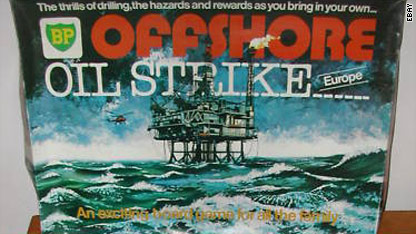 The thrills of drilling, the hazards and rewards as you bring in your own...
BP
OFFSHORE
OIL STRIKE
Europe
An exciting board game for all the family
EBAY